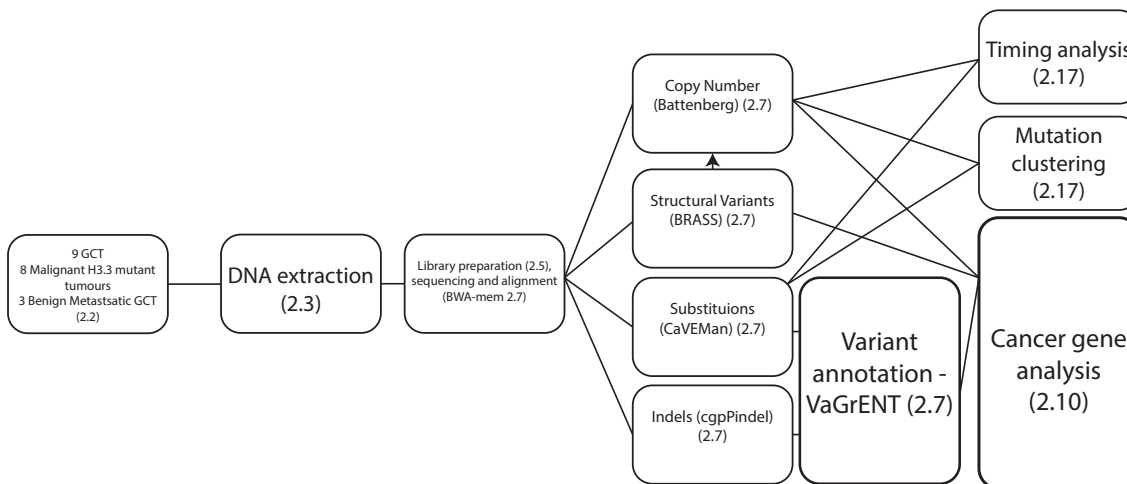 9 GCT
8 Malignant H3.3 mutant
tumours
3 Benign Metastsatic GCT
(2.2)
DNA extraction
(2.3)
Library preparation (2.5),
sequencing and alignment
(BWA-mem 2.7)
Copy Number
(Battenberg) (2.7)
Structural Variants
(BRASS) (2.7)
Substituions
(CaVEMan) (2.7)
Indels (cgpPindel)
(2.7)
Variant
annotation -
VaGrENT (2.7)
Timing analysis
(2.17)
Mutation
clustering
(2.17)
Cancer gene
analysis
(2.10)